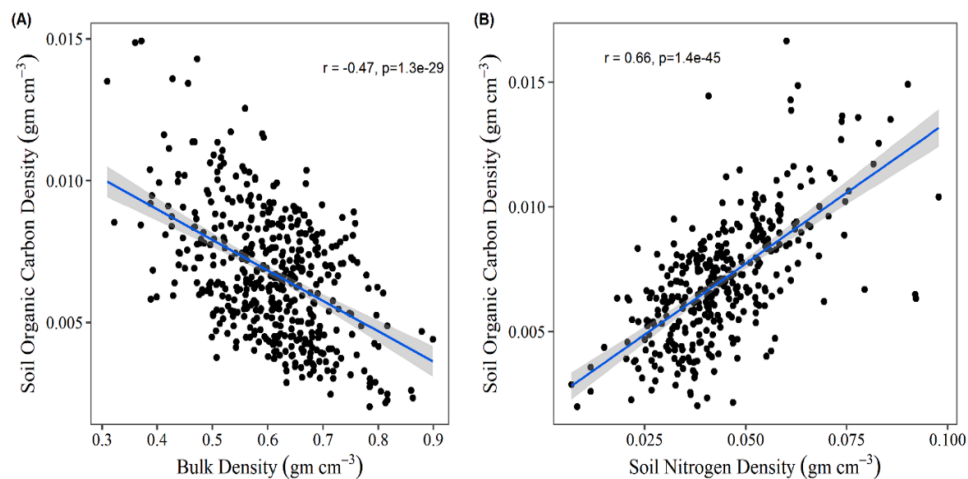 (A)
Soil Organic Carbon Density (gm cm⁻³)
0.015
0.010
0.005
r = -0.47, p=1.3e-29
0.3 0.4 0.5 0.6 0.7 0.8 0.9
Bulk Density (gm cm⁻³)
(B)
Soil Organic Carbon Density (gm cm⁻³)
0.015
0.010
0.005
r = 0.66, p=1.4e-45
0.025 0.050 0.075 0.100
Soil Nitrogen Density (gm cm⁻³)